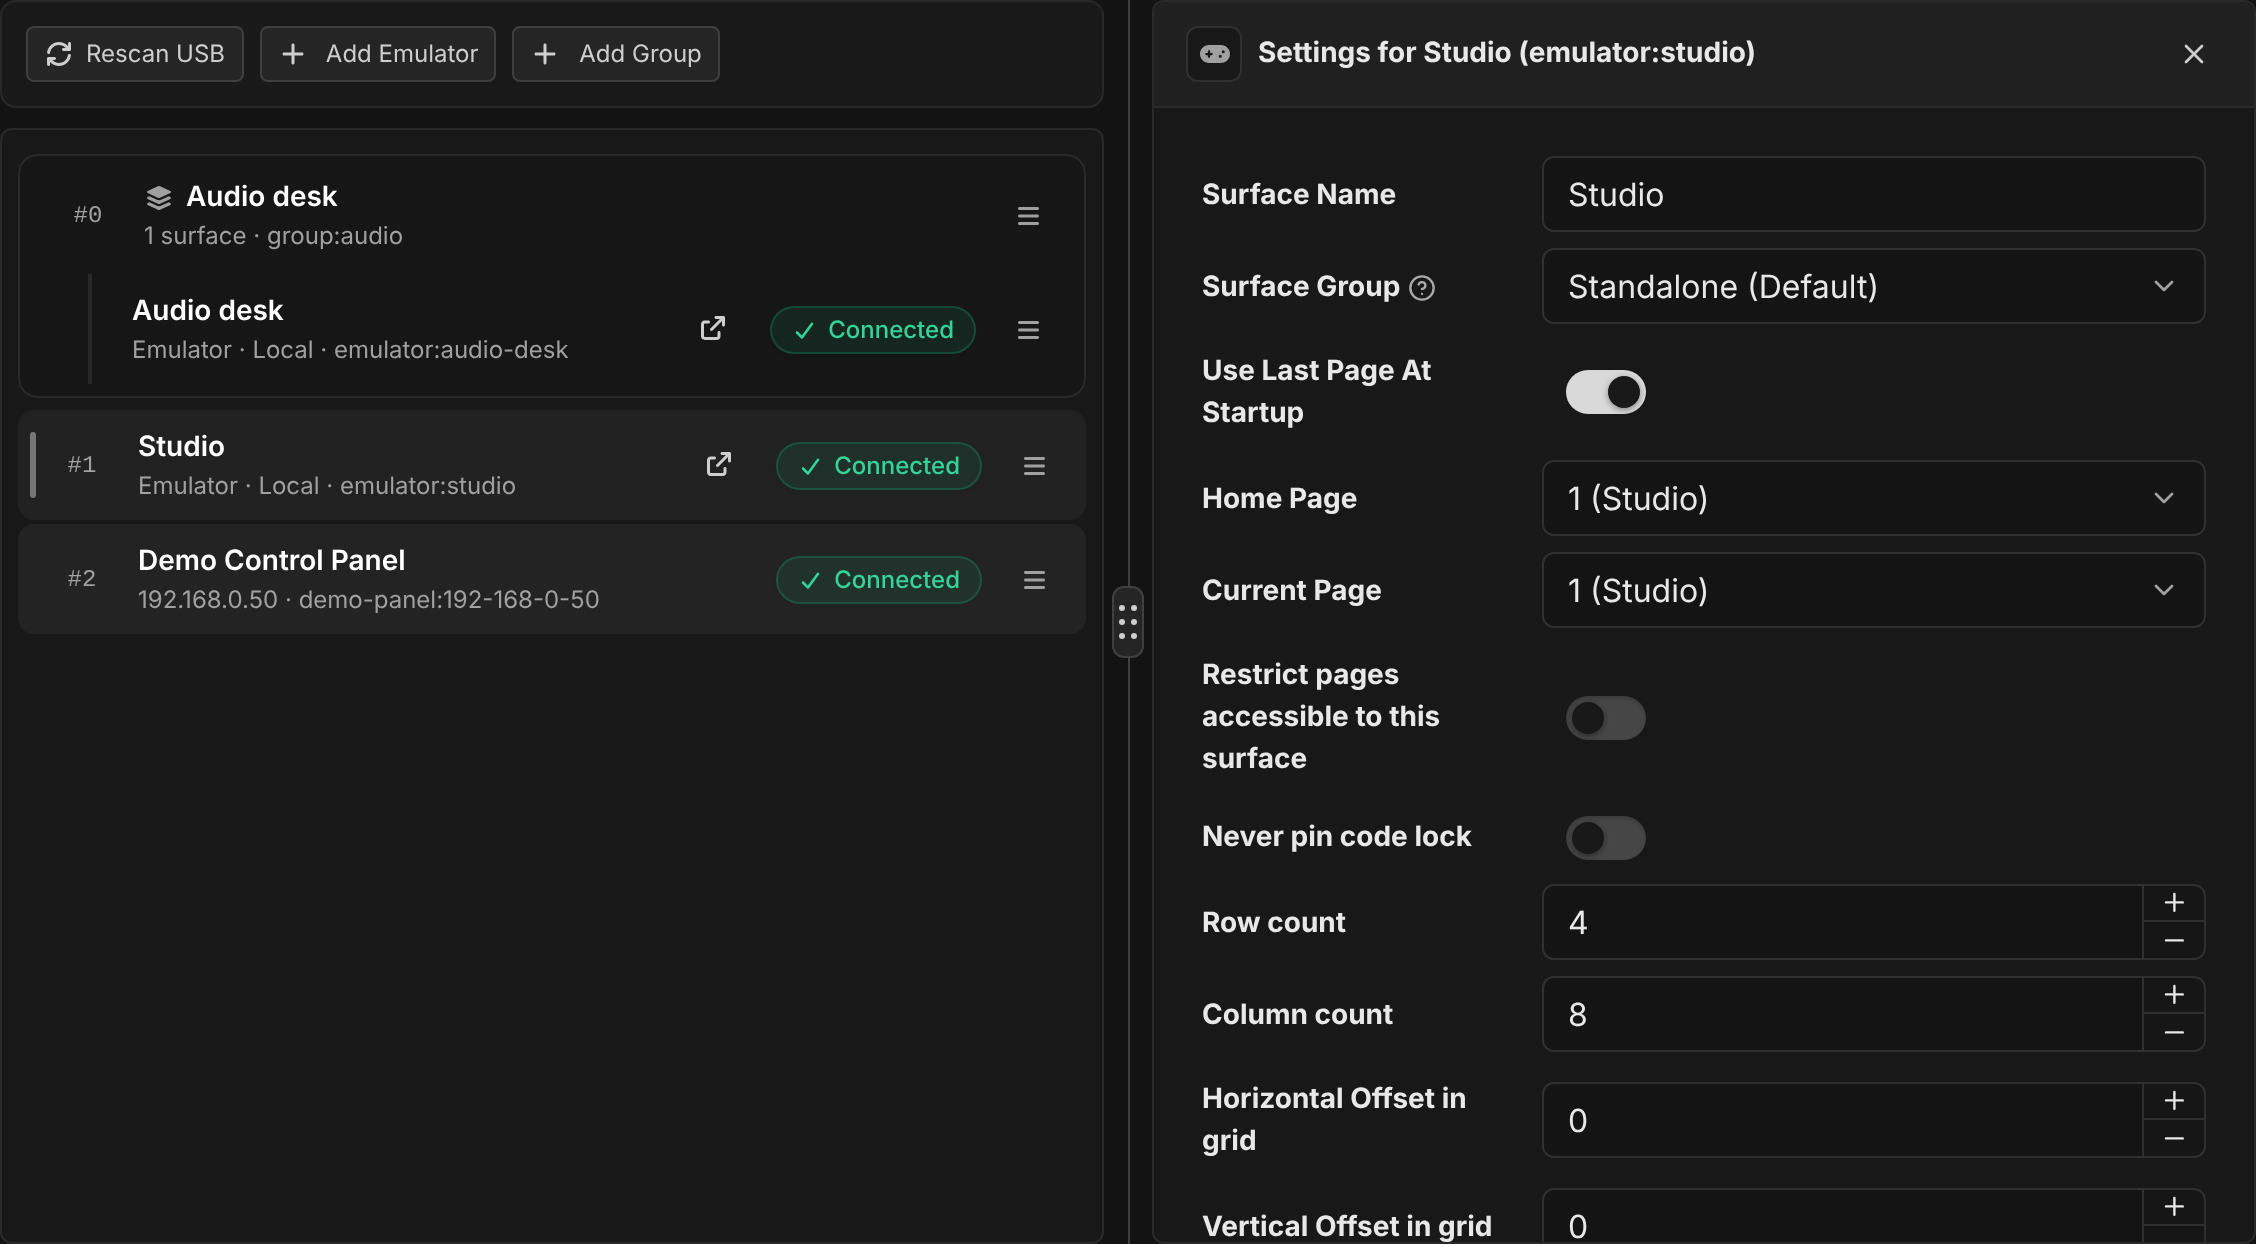 Rescan USB
Add Emulator
Add Group
#0
Audio desk
1 surface · group:audio
Audio desk
Emulator · Local · emulator:audio-desk
Connected
#1
Studio
Emulator · Local · emulator:studio
Connected
#2
Demo Control Panel
192.168.0.50 · demo-panel:192-168-0-50
Connected
Settings for Studio (emulator:studio)
Surface Name
Studio
Surface Group
Standalone (Default)
Use Last Page At
Startup
Home Page
1 (Studio)
Current Page
1 (Studio)
Restrict pages
accessible to this
surface
Never pin code lock
Row count
4
Column count
8
Horizontal Offset in
grid
0
Vertical Offset in grid
0